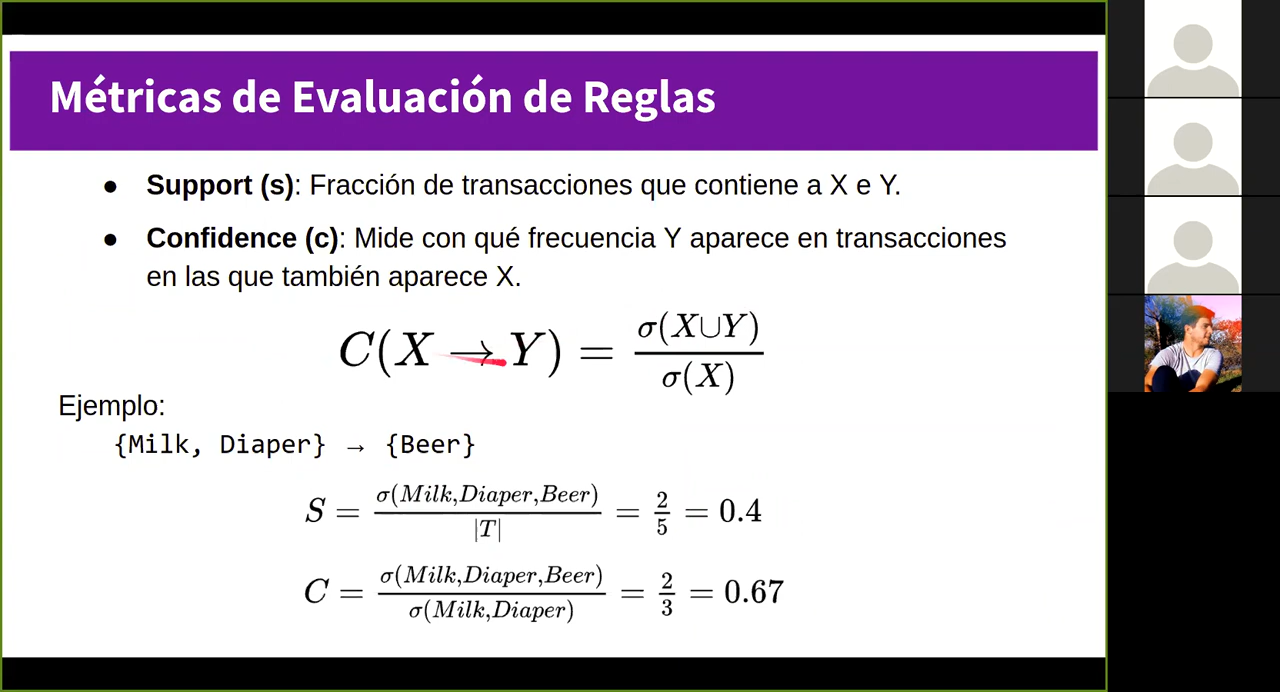 Métricas de Evaluación de Reglas
● Support (s): Fracción de transacciones que contiene a X e Y.
● Confidence (c): Mide con qué frecuencia Y aparece en transacciones
en las que también aparece X.
C(X → Y) = σ(X∪Y) / σ(X)
Ejemplo:
{Milk, Diaper} → {Beer}
S = σ(Milk,Diaper,Beer) / |T| = 2/5 = 0.4
C = σ(Milk,Diaper,Beer) / σ(Milk,Diaper) = 2/3 = 0.67